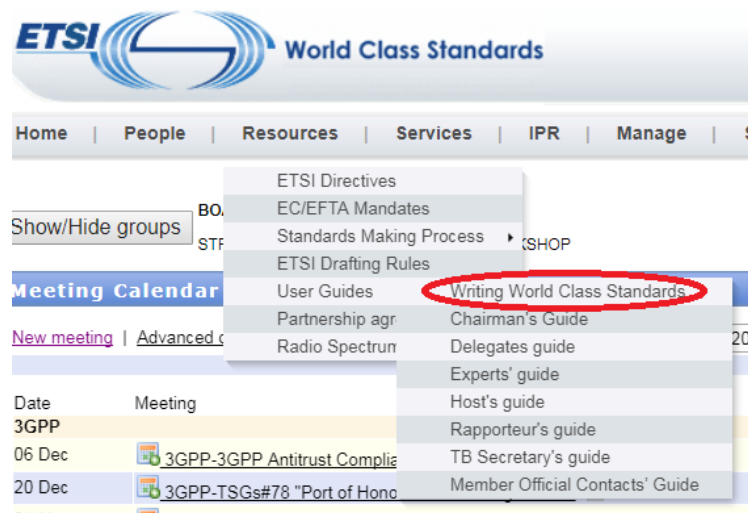 ETSI
World Class Standards
Home | People | Resources | Services | IPR | Manage |
ETSI Directives
EC/EFTA Mandates
Standards Making Process
ETSI Drafting Rules
User Guides
Partnership agr
Radio Spectrum
Writing World Class Standards
Chairman's Guide
Delegates guide
Experts' guide
Host's guide
Rapporteur's guide
TB Secretary's guide
Member Official Contacts' Guide
Show/Hide groups
Meeting Calendar
New meeting | Advanced
20
Date Meeting
3GPP
06 Dec 3GPP-3GPP Antitrust Complia
20 Dec 3GPP-TSGs#78 "Port of Hono